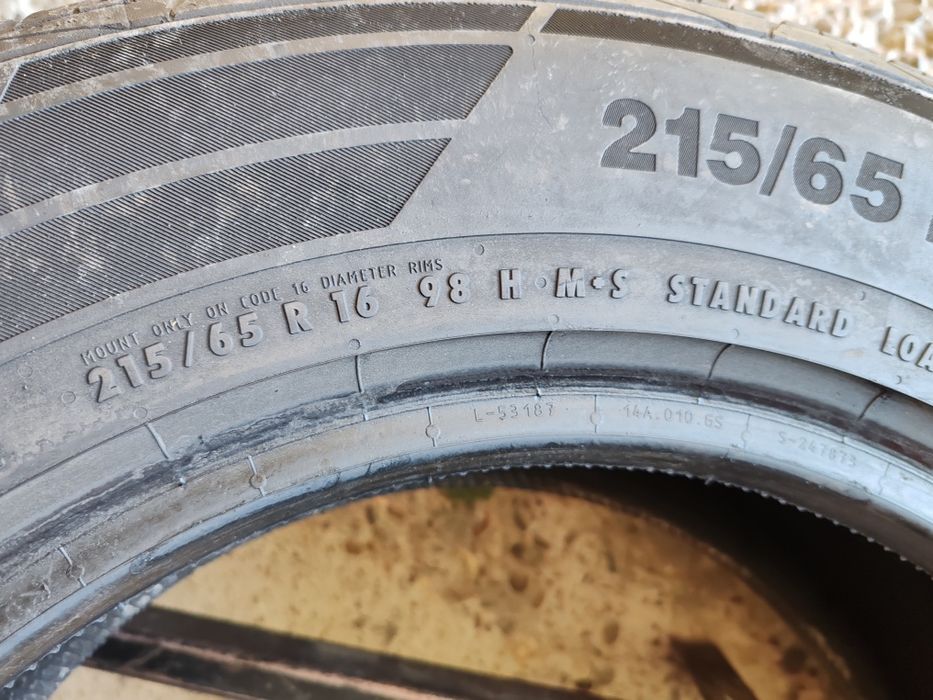 215/65
MOUNT ONLY ON CODE 16 DIAMETER RIMS
215/65 R 16 98 H•M•S STANDARD LOA
L-53187 14A.010.6S S-247873